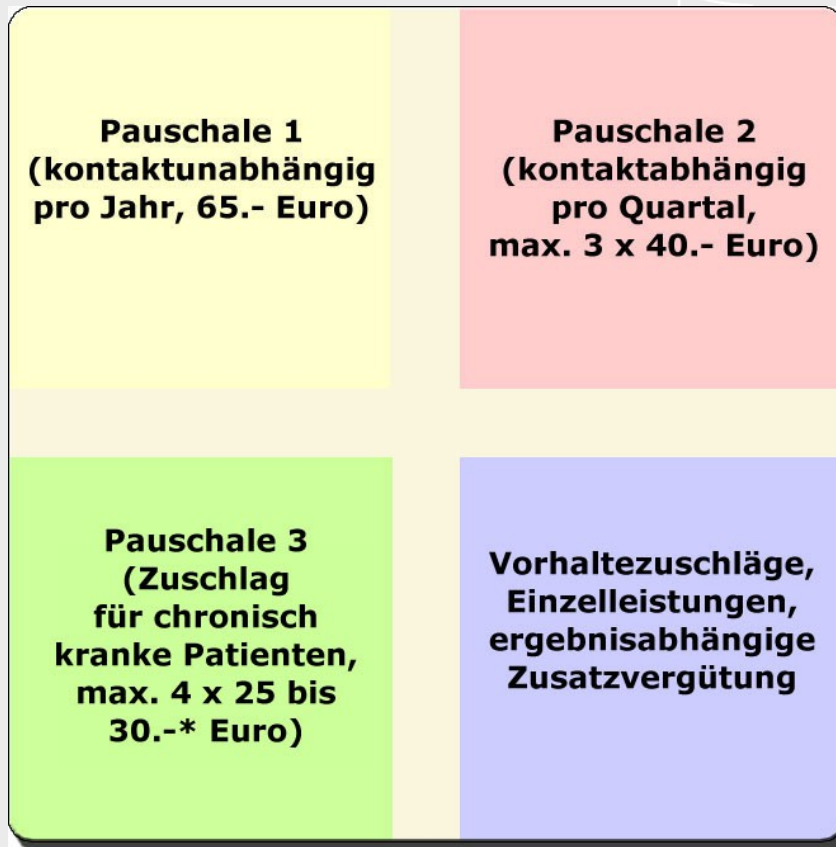 Pauschale 1
(kontaktunabhängig
pro Jahr, 65.- Euro)
Pauschale 2
(kontaktabhängig
pro Quartal,
max. 3 x 40.- Euro)
Pauschale 3
(Zuschlag
für chronisch
kranke Patienten,
max. 4 x 25 bis
30.-* Euro)
Vorhaltezuschläge,
Einzelleistungen,
ergebnisabhängige
Zusatzvergütung